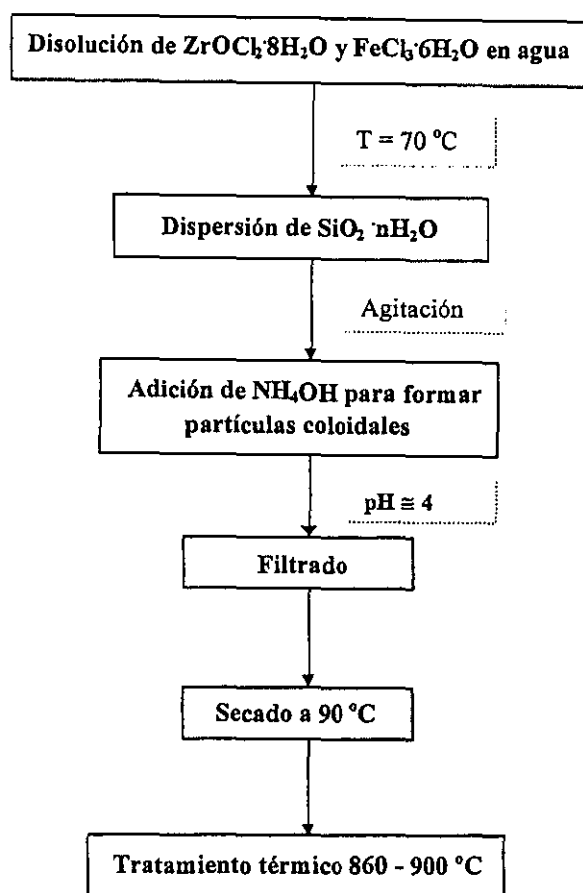 Disolución de ZrOCl₂·8H₂O y FeCl₃·6H₂O en agua
T = 70 °C
Dispersión de SiO₂ ·nH₂O
Agitación
Adición de NH₄OH para formar
partículas coloidales
pH ≅ 4
Filtrado
Secado a 90 °C
Tratamiento térmico 860 - 900 °C